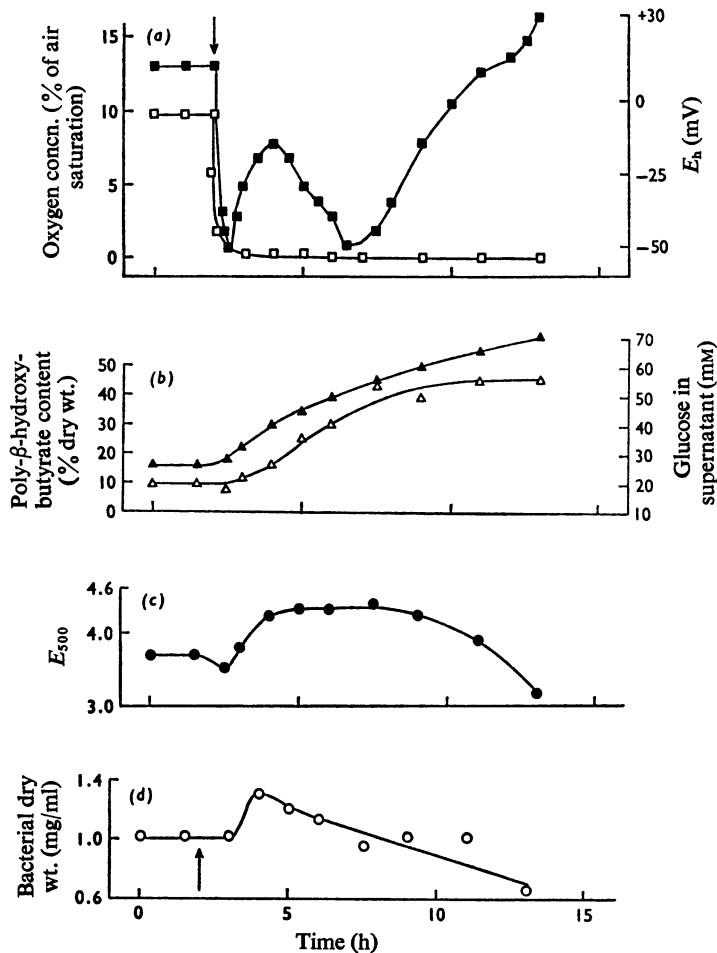 (a)
Oxygen concn. (% of air
saturation)
15
10
5
0
+30
0
−25
−50
Eₕ (mV)
(b)
Poly-β-hydroxy-
butyrate content
(% dry wt.)
50
40
30
20
10
0
70
60
50
40
30
20
10
Glucose in
supernatant (mM)
(c)
E₅₀₀
4.6
4.0
3.0
(d)
Bacterial dry
wt. (mg/ml)
1.4
1.0
0.6
0
5
10
15
Time (h)